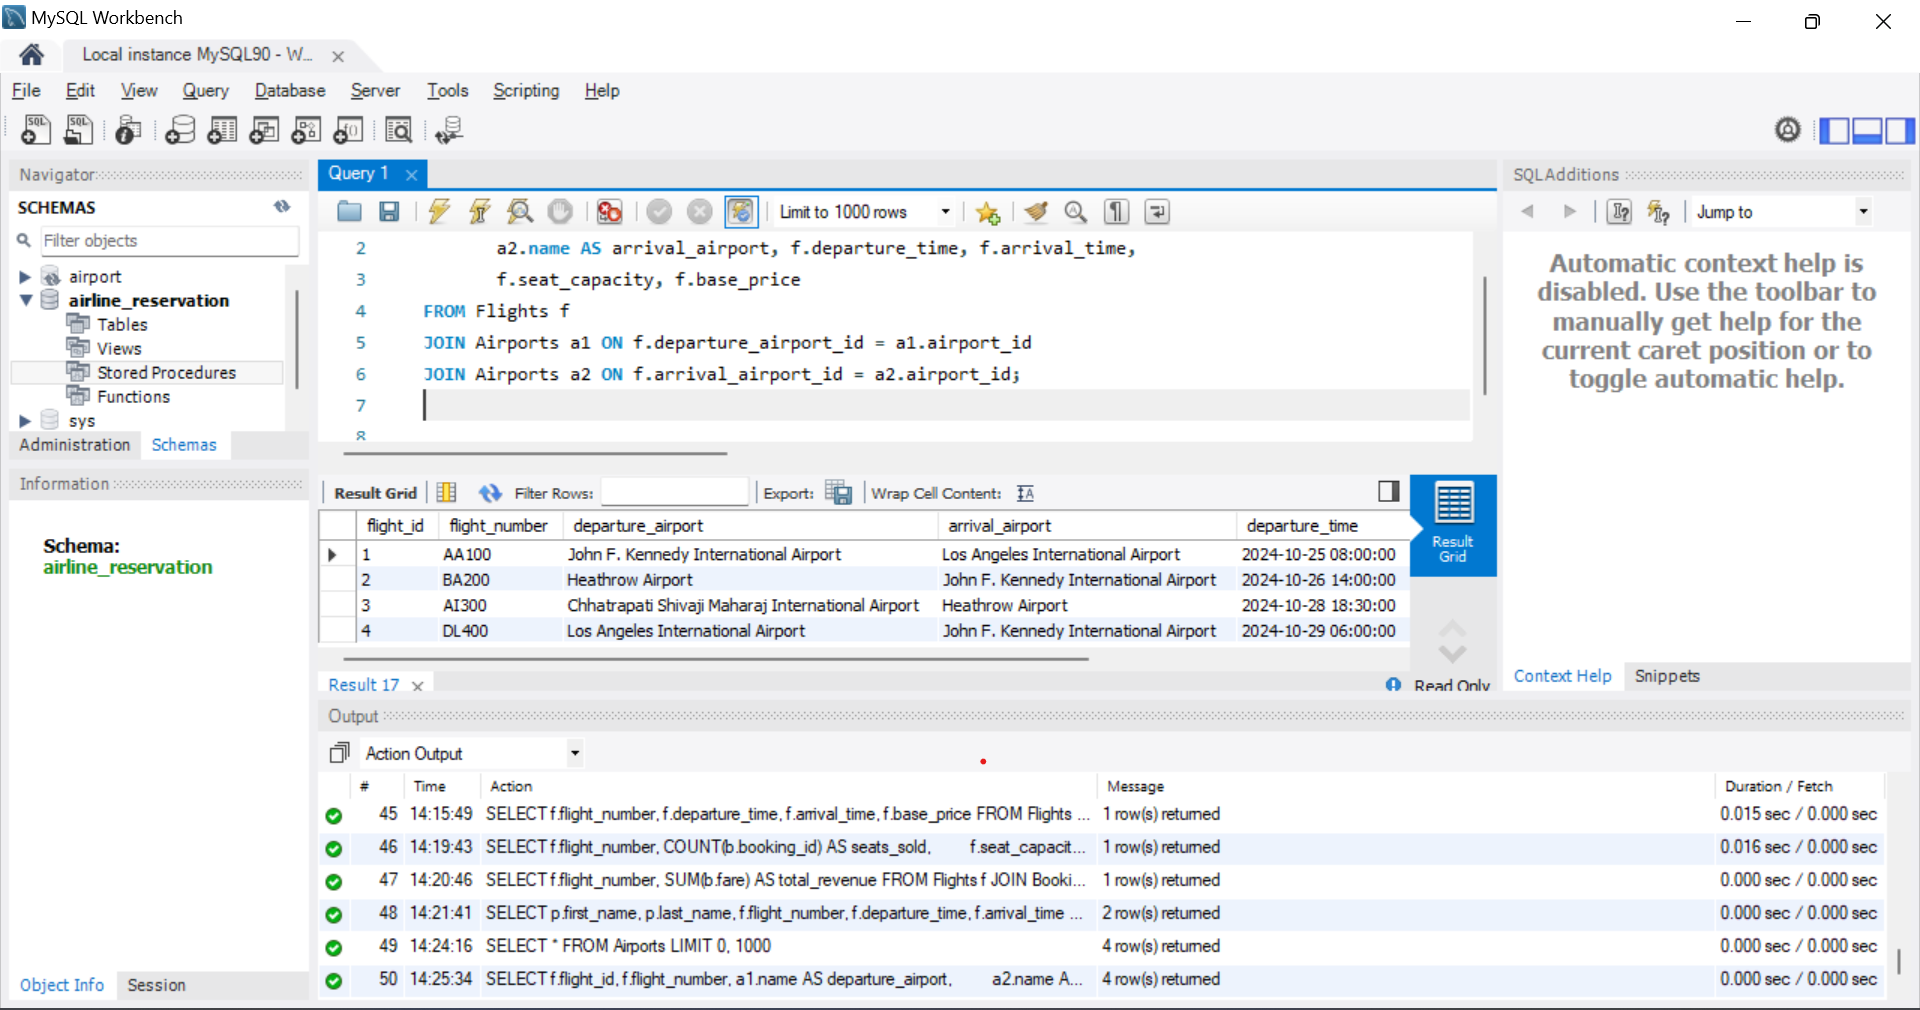 MySQL Workbench
Local instance MySQL90 - W...
File Edit View Query Database Server Tools Scripting Help
Navigator
SCHEMAS
Filter objects
airport
airline_reservation
Tables
Views
Stored Procedures
Functions
sys
Administration Schemas
Information
Schema:
airline_reservation
Object Info Session
Query 1
Limit to 1000 rows
2 a2.name AS arrival_airport, f.departure_time, f.arrival_time,
3 f.seat_capacity, f.base_price
4 FROM Flights f
5 JOIN Airports a1 ON f.departure_airport_id = a1.airport_id
6 JOIN Airports a2 ON f.arrival_airport_id = a2.airport_id;
7
8
Result Grid Filter Rows: Export: Wrap Cell Content:
flight_id flight_number departure_airport arrival_airport departure_time
1 AA100 John F. Kennedy International Airport Los Angeles International Airport 2024-10-25 08:00:00
2 BA200 Heathrow Airport John F. Kennedy International Airport 2024-10-26 14:00:00
3 AI300 Chhatrapati Shivaji Maharaj International Airport Heathrow Airport 2024-10-28 18:30:00
4 DL400 Los Angeles International Airport John F. Kennedy International Airport 2024-10-29 06:00:00
Result
Grid
Result 17
Read Only
SQLAdditions
Jump to
Automatic context help is
disabled. Use the toolbar to
manually get help for the
current caret position or to
toggle automatic help.
Context Help Snippets
Output
Action Output
# Time Action Message Duration / Fetch
45 14:15:49 SELECT f.flight_number, f.departure_time, f.arrival_time, f.base_price FROM Flights ... 1 row(s) returned 0.015 sec / 0.000 sec
46 14:19:43 SELECT f.flight_number, COUNT(b.booking_id) AS seats_sold, f.seat_capacit... 1 row(s) returned 0.016 sec / 0.000 sec
47 14:20:46 SELECT f.flight_number, SUM(b.fare) AS total_revenue FROM Flights f JOIN Booki... 1 row(s) returned 0.000 sec / 0.000 sec
48 14:21:41 SELECT p.first_name, p.last_name, f.flight_number, f.departure_time, f.arrival_time ... 2 row(s) returned 0.000 sec / 0.000 sec
49 14:24:16 SELECT * FROM Airports LIMIT 0, 1000 4 row(s) returned 0.000 sec / 0.000 sec
50 14:25:34 SELECT f.flight_id, f.flight_number, a1.name AS departure_airport, a2.name A... 4 row(s) returned 0.000 sec / 0.000 sec